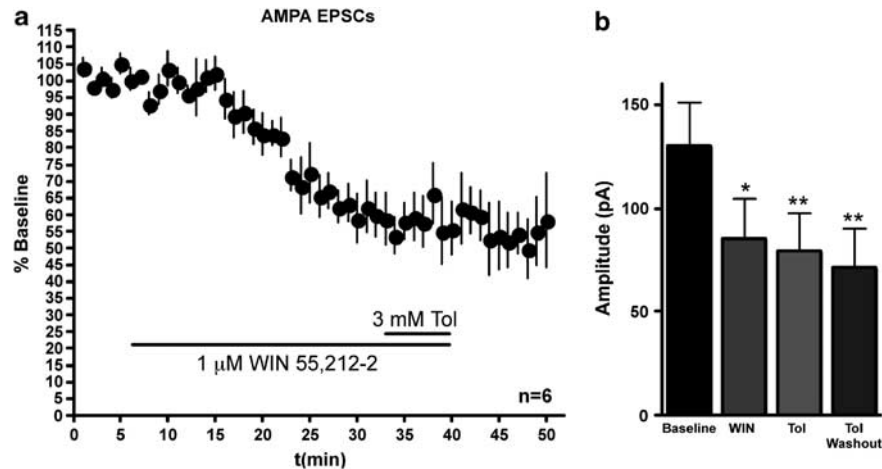 a
AMPA EPSCs
% Baseline
115
110
105
100
95
90
85
80
75
70
65
60
55
50
45
40
35
30
25
20
15
10
5
0
3 mM Tol
1 μM WIN 55,212-2
n=6
0 5 10 15 20 25 30 35 40 45 50
t(min)
b
Amplitude (pA)
150
100
50
0
*
**
**
Baseline WIN Tol Tol
Washout